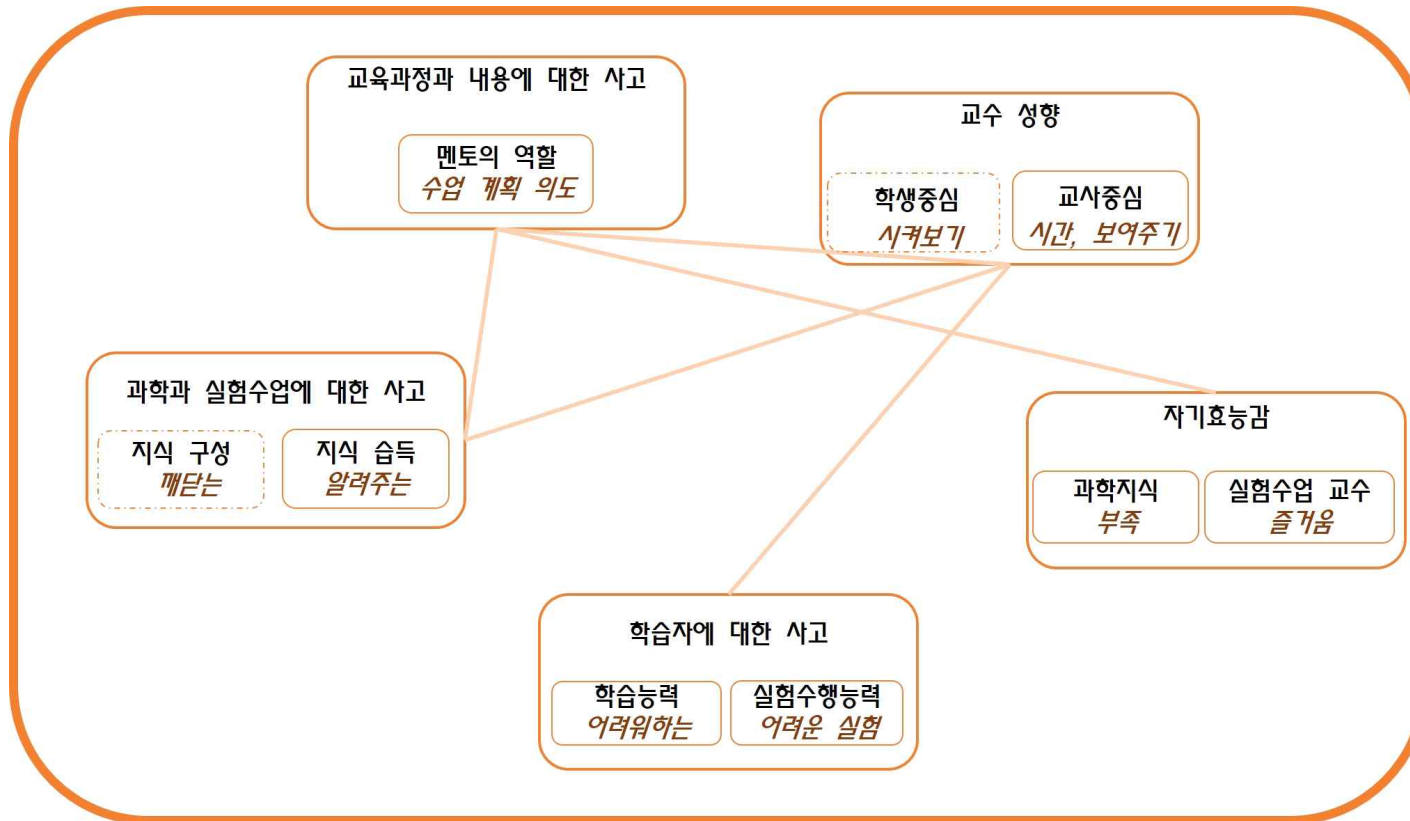 교육과정과 내용에 대한 사고
멘토의 역할
수업 계획 의도
교수 성향
학생중심
시켜보기
교사중심
시간, 보여주기
과학과 실험수업에 대한 사고
지식 구성
깨닫는
지식 습득
알려주는
자기효능감
과학지식
부족
실험수업 교수
즐거움
학습자에 대한 사고
학습능력
어려워하는
실험수행능력
어려운 실험